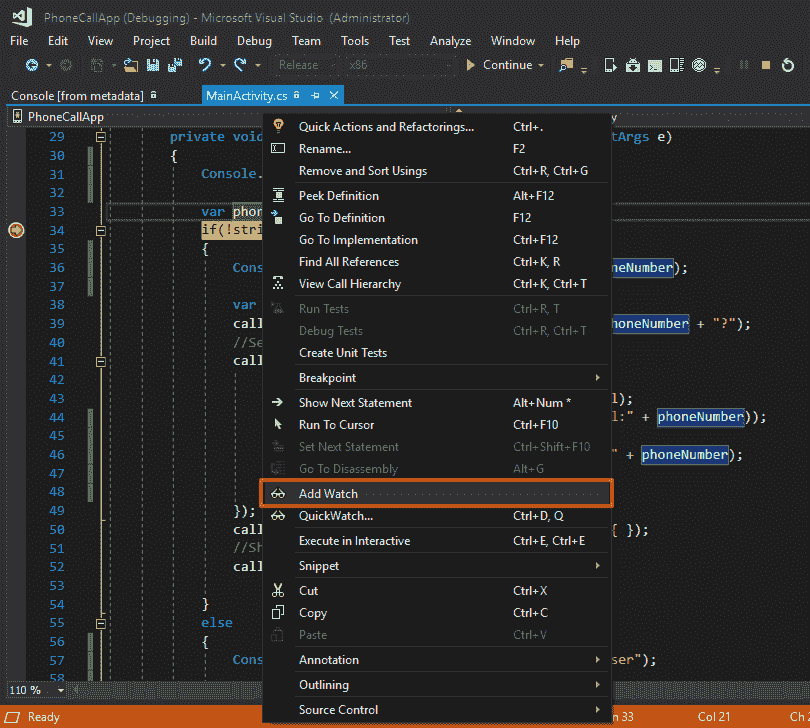 PhoneCallApp (Debugging) - Microsoft Visual Studio (Administrator)
File Edit View Project Build Debug Team Tools Test Analyze Window Help
Release x86 Continue
Console [from metadata] MainActivity.cs
PhoneCallApp y
29 private void tArgs e)
30 {
31 Console.
32
33 var phon
34 if(!stri
35 {
36 Cons neNumber);
37
38 var
39 call honeNumber + "?");
40 //Se
41 call
42
43 l);
44 l:" + phoneNumber));
45
46 " + phoneNumber);
47
48
49 });
50 call { });
51 //Sh
52 call
53
54 }
55 else
56 {
57 Cons ser");
58
Quick Actions and Refactorings... Ctrl+.
Rename... F2
Remove and Sort Usings Ctrl+R, Ctrl+G
Peek Definition Alt+F12
Go To Definition F12
Go To Implementation Ctrl+F12
Find All References Ctrl+K, R
View Call Hierarchy Ctrl+K, Ctrl+T
Run Tests Ctrl+R, T
Debug Tests Ctrl+R, Ctrl+T
Create Unit Tests
Breakpoint
Show Next Statement Alt+Num *
Run To Cursor Ctrl+F10
Set Next Statement Ctrl+Shift+F10
Go To Disassembly Alt+G
Add Watch
QuickWatch... Ctrl+D, Q
Execute in Interactive Ctrl+E, Ctrl+E
Snippet
Cut Ctrl+X
Copy Ctrl+C
Paste Ctrl+V
Annotation
Outlining
Source Control
110 %
Ready n 33 Col 21 Ch